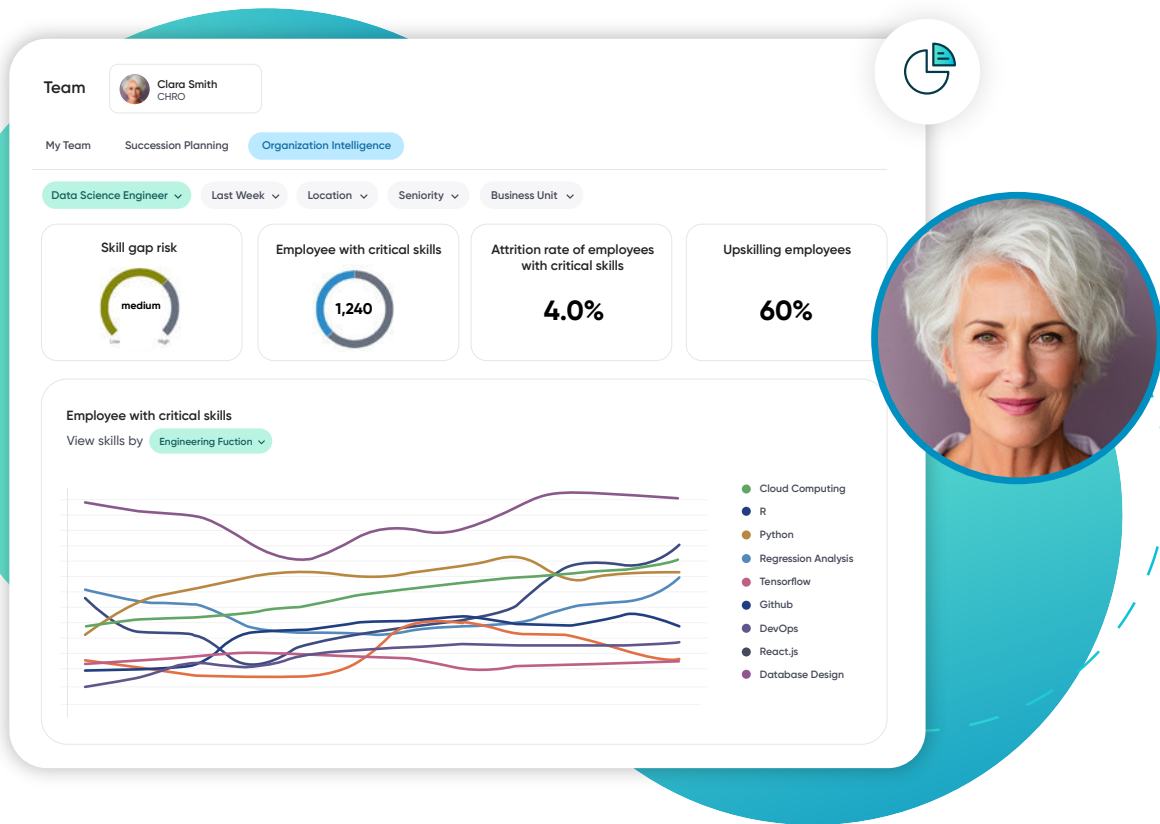 Team
Clara Smith
CHRO
My Team
Succession Planning
Organization Intelligence
Data Science Engineer
Last Week
Location
Seniority
Business Unit
Skill gap risk
medium
Low
High
Employee with critical skills
1,240
Attrition rate of employees
with critical skills
4.0%
Upskilling employees
60%
Employee with critical skills
View skills by
Engineering Fuction
Cloud Computing
R
Python
Regression Analysis
Tensorflow
Github
DevOps
React.js
Database Design